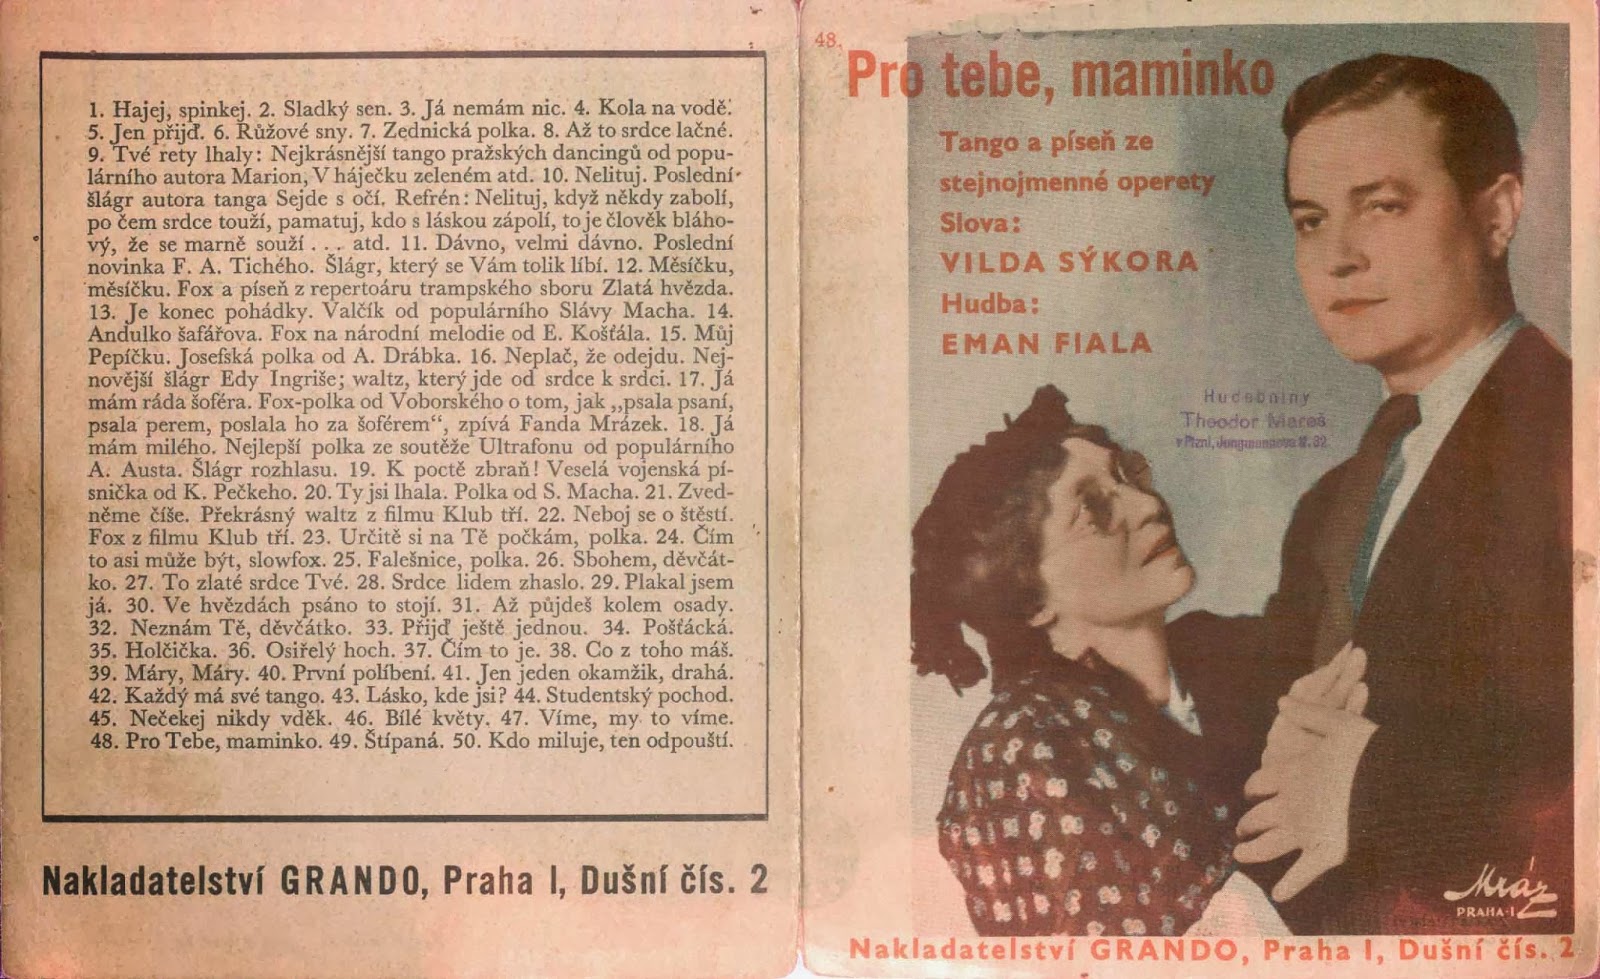 1. Hajej, spinkej. 2. Sladký sen. 3. Já nemám nic. 4. Kola na vodě.
5. Jen přijď. 6. Růžové sny. 7. Zednická polka. 8. Až to srdce lačné.
9. Tvé rety lhaly: Nejkrásnější tango pražských dancingů od popu-
lárního autora Marion, V háječku zeleném atd. 10. Nelituj. Poslední
šlágr autora tanga Sejde s očí. Refrén: Nelituj, když někdy zabolí,
po čem srdce touží, pamatuj, kdo s láskou zápolí, to je člověk bláho-
vý, že se marně souží . . . atd. 11. Dávno, velmi dávno. Poslední
novinka F. A. Tichého. Šlágr, který se Vám tolik líbí. 12. Měsíčku,
měsíčku. Fox a píseň z repertoáru trampského sboru Zlatá hvězda.
13. Je konec pohádky. Valčík od populárního Slávy Macha. 14.
Andulko šafářova. Fox na národní melodie od E. Košťála. 15. Můj
Pepíčku. Josefská polka od A. Drábka. 16. Neplač, že odejdu. Nej-
novější šlágr Edy Ingriše; waltz, který jde od srdce k srdci. 17. Já
mám ráda šoféra. Fox-polka od Voborského o tom, jak „psala psaní,
psala perem, poslala ho za šoférem“, zpívá Fanda Mrázek. 18. Já
mám milého. Nejlepší polka ze soutěže Ultrafonu od populárního
A. Austa. Šlágr rozhlasu. 19. K poctě zbraň! Veselá vojenská pí-
snička od K. Pečkeho. 20. Ty jsi lhala. Polka od S. Macha. 21. Zved-
něme číše. Překrásný waltz z filmu Klub tří. 22. Neboj se o štěstí.
Fox z filmu Klub tří. 23. Určitě si na Tě počkám, polka. 24. Čím
to asi může být, slowfox. 25. Falešnice, polka. 26. Sbohem, děvčát-
ko. 27. To zlaté srdce Tvé. 28. Srdce lidem zhaslo. 29. Plakal jsem
já. 30. Ve hvězdách psáno to stojí. 31. Až půjdeš kolem osady.
32. Neznám Tě, děvčátko. 33. Přijď ještě jednou. 34. Pošťácká.
35. Holčička. 36. Osiřelý hoch. 37. Čím to je. 38. Co z toho máš.
39. Máry, Máry. 40. První políbení. 41. Jen jeden okamžik, drahá.
42. Každý má své tango. 43. Lásko, kde jsi? 44. Studentský pochod.
45. Nečekej nikdy vděk. 46. Bílé květy. 47. Víme, my to víme.
48. Pro Tebe, maminko. 49. Štípaná. 50. Kdo miluje, ten odpouští.
Nakladatelství GRANDO, Praha I, Dušní čís. 2
48.
Pro tebe, maminko
Tango a píseň ze
stejnojmenné operety
Slova:
VILDA SÝKORA
Hudba:
EMAN FIALA
Hudebniny
Theodor Mareš
v Plzni, Jungmannova tř. 32
Mráz
PRAHA-I
Nakladatelství GRANDO, Praha I, Dušní čís. 2